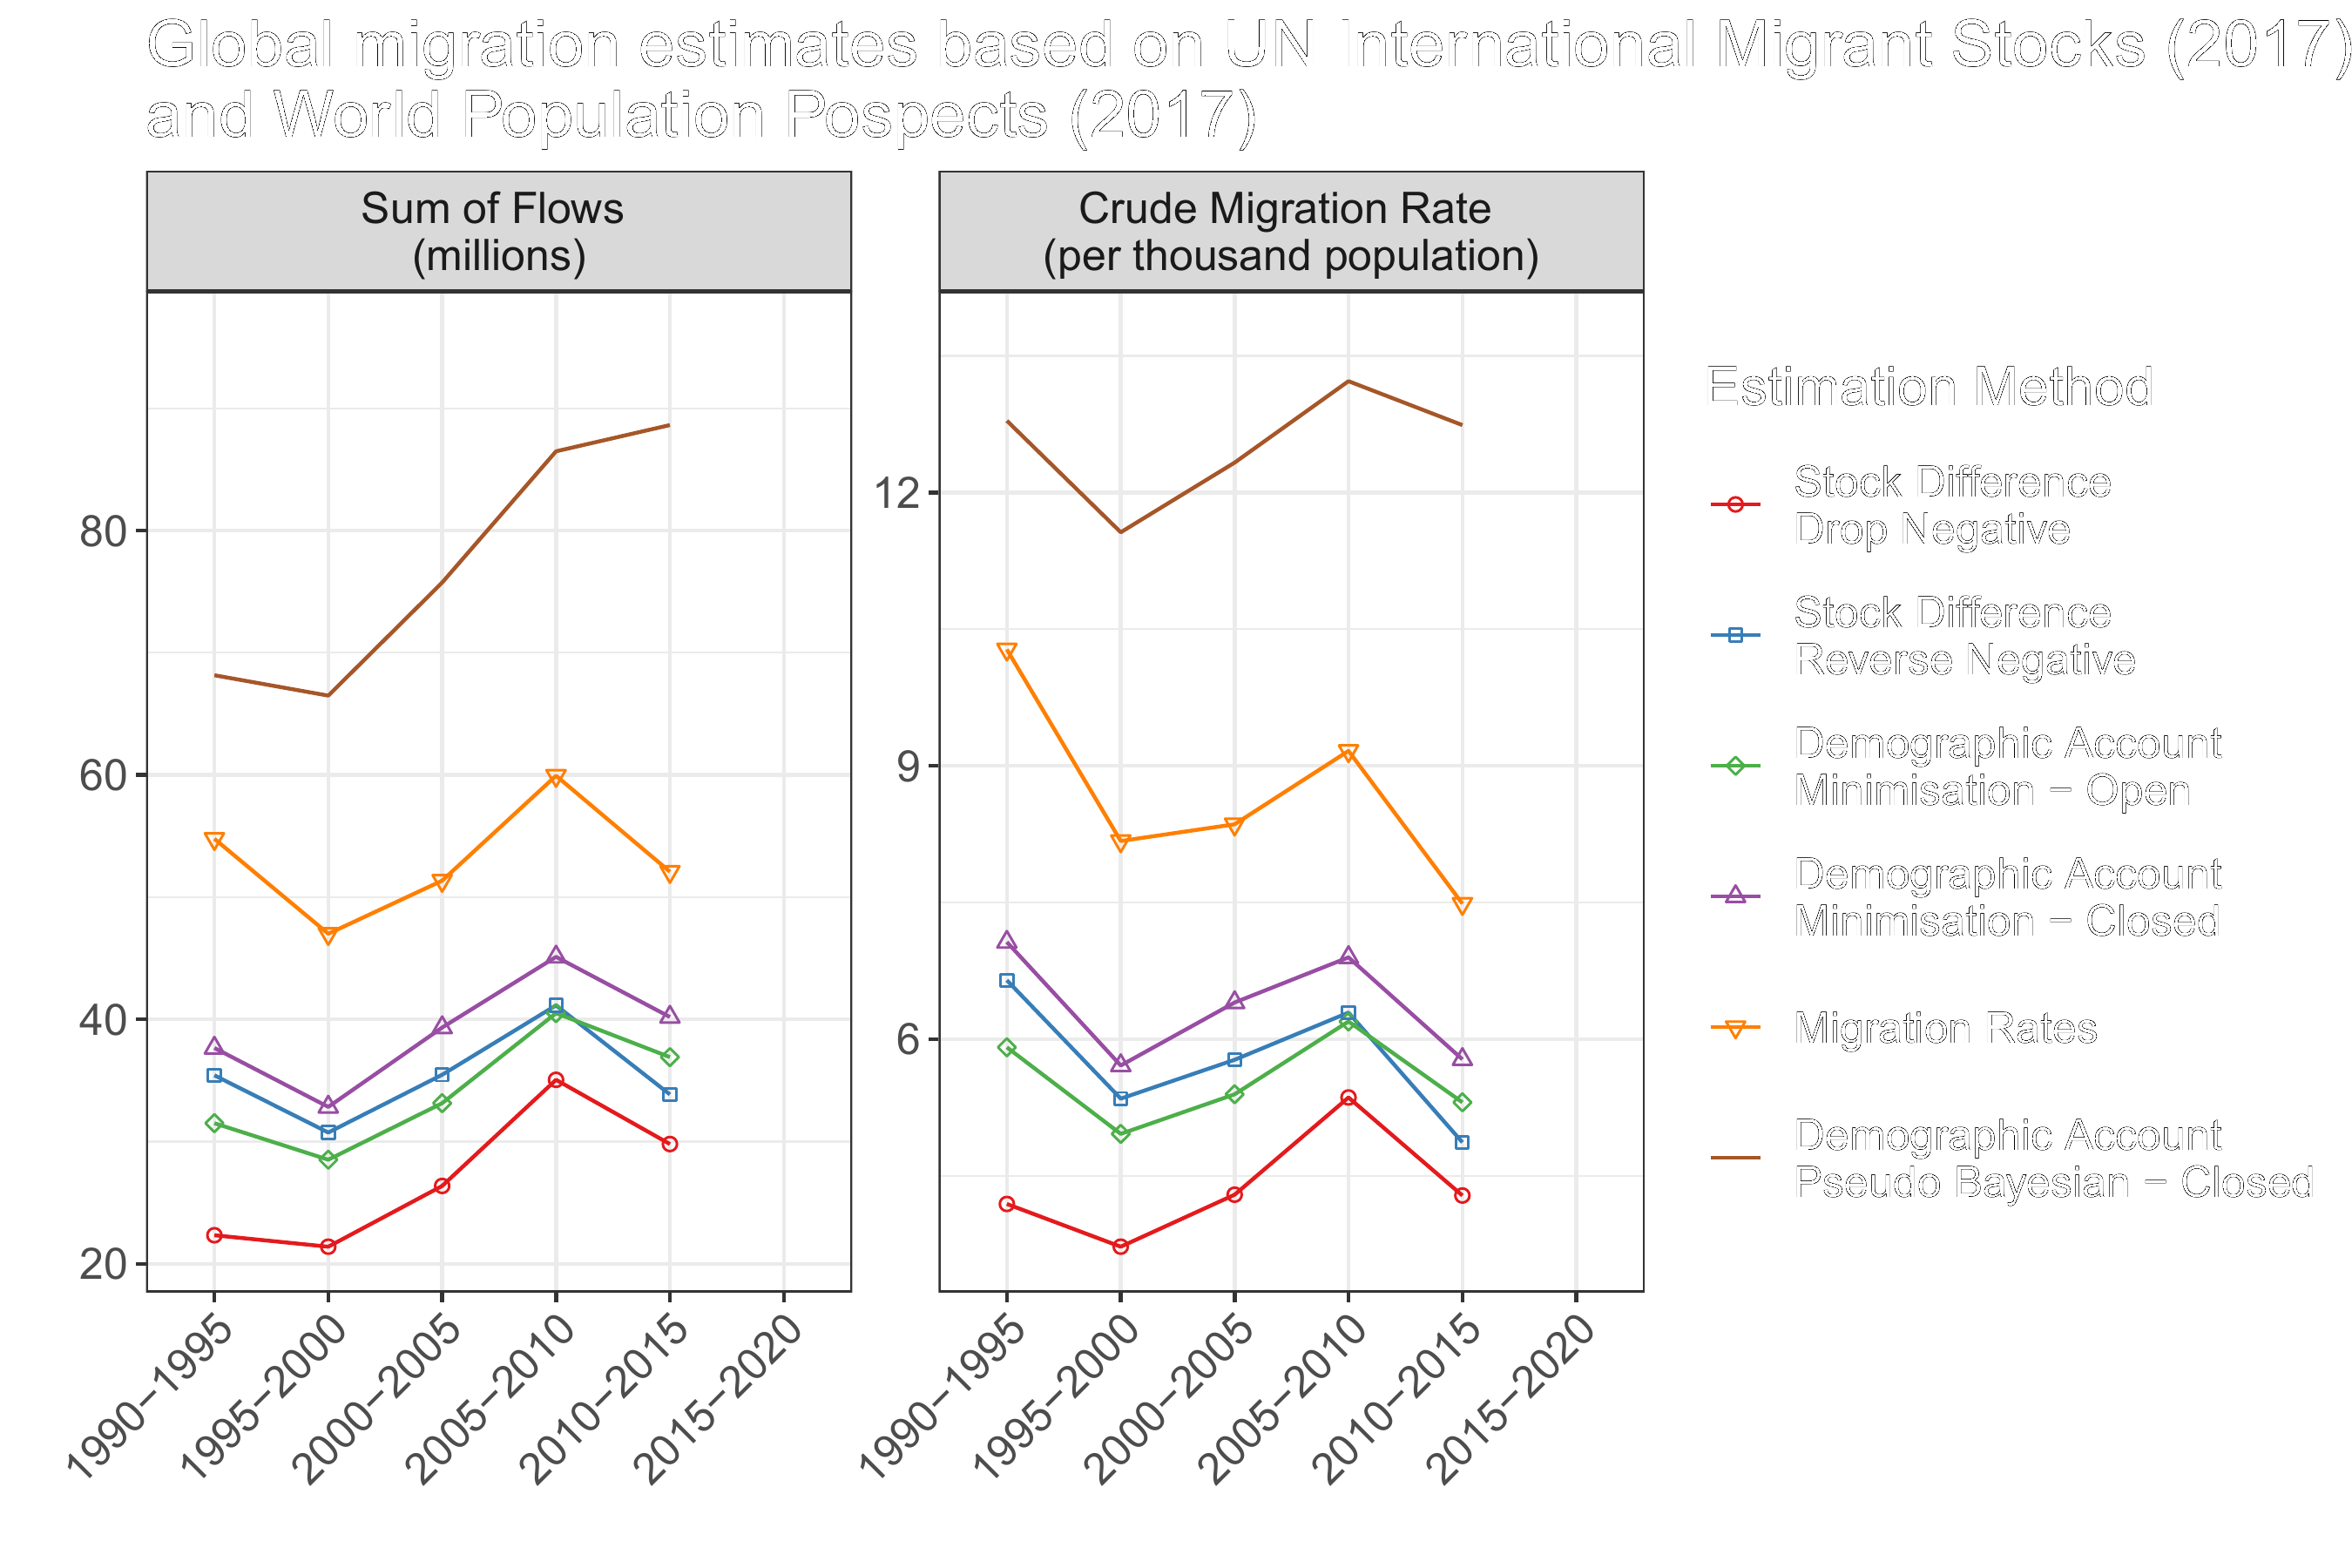 Global migration estimates based on UN International Migrant Stocks (2017)
and World Population Pospects (2017)
Sum of Flows
(millions)
Crude Migration Rate
(per thousand population)
80
60
40
20
12
9
6
1990−1995
1995−2000
2000−2005
2005−2010
2010−2015
2015−2020
1990−1995
1995−2000
2000−2005
2005−2010
2010−2015
2015−2020
Estimation Method
Stock Difference
Drop Negative
Stock Difference
Reverse Negative
Demographic Account
Minimisation − Open
Demographic Account
Minimisation − Closed
Migration Rates
Demographic Account
Pseudo Bayesian − Closed